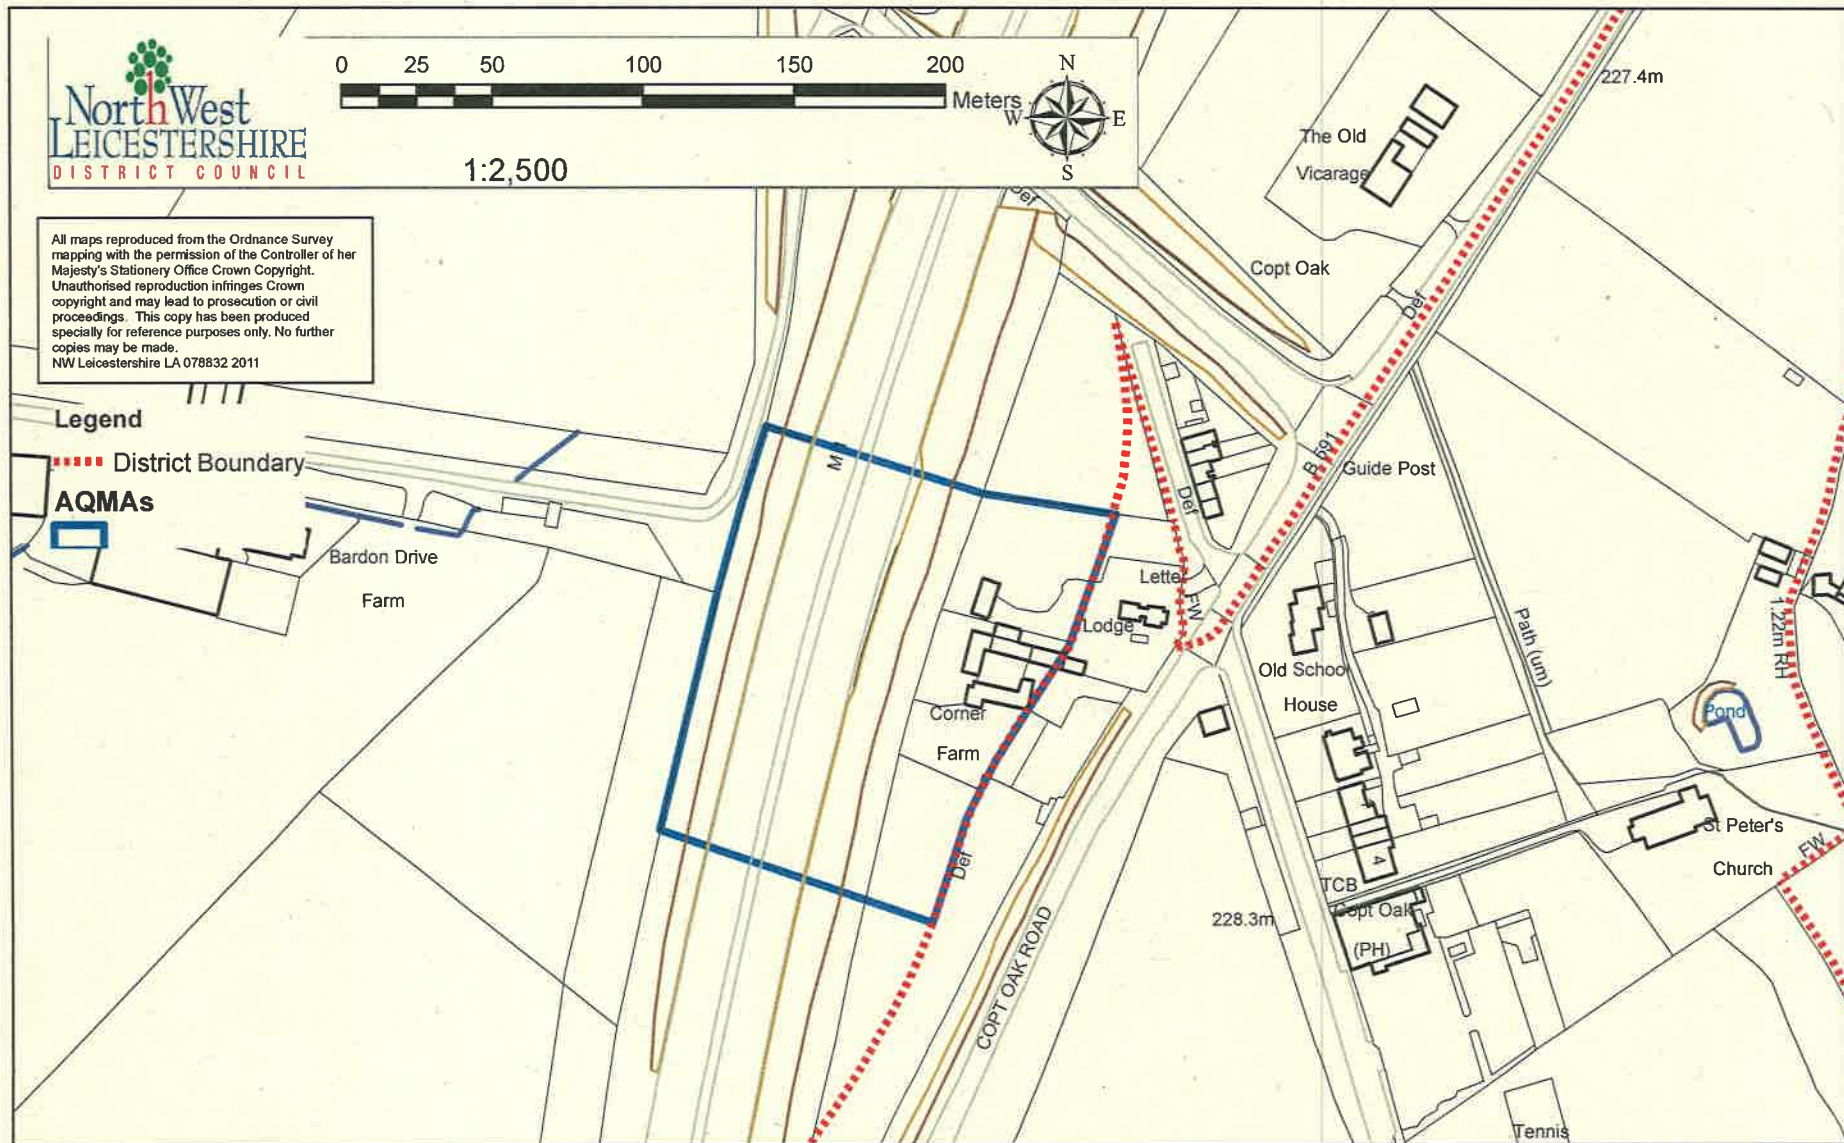 NorthWest
LEICESTERSHIRE
DISTRICT COUNCIL
0 25 50 100 150 200
Meters
N
W E
S
1:2,500
All maps reproduced from the Ordnance Survey
mapping with the permission of the Controller of her
Majesty's Stationery Office Crown Copyright.
Unauthorised reproduction infringes Crown
copyright and may lead to prosecution or civil
proceedings. This copy has been produced
specially for reference purposes only. No further
copies may be made.
NW Leicestershire LA 078832 2011
Legend
District Boundary
AQMAs
Bardon Drive
Farm
227.4m
The Old
Vicarage
Def
Copt Oak
Def
B 591
Guide Post
Def
Letter
FW
Lodge
Corner
Farm
Def
COPT OAK ROAD
Old School
House
Path (um)
1.22m RH
Pond
St Peter's
Church
FW
4
TCB
Copt Oak
(PH)
228.3m
Tennis